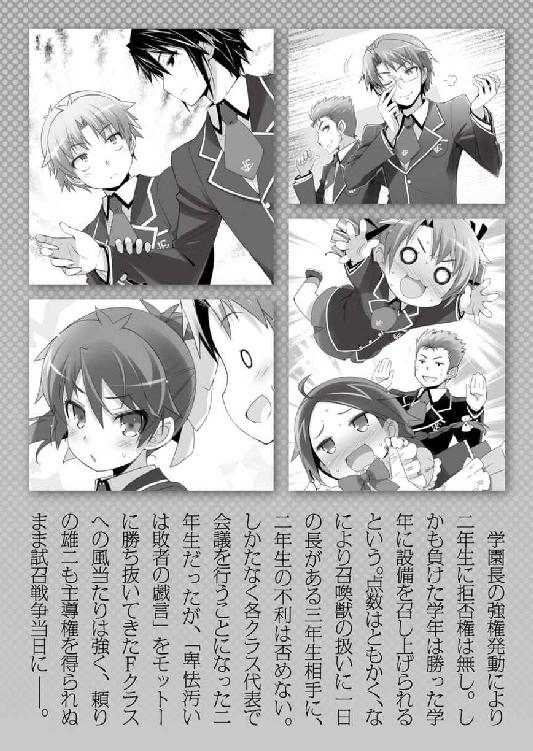 学園長の強権発動により
二年生に拒否権は無し。し
かも負けた学年は勝った学
年に設備を召し上げられる
という。点数はともかく、な
により召喚獣の扱いに一日
の長がある三年生相手に、
二年生の不利は否めない。
しかたなく各クラス代表で
会議を行うことになった二
年生だったが、「卑怯汚い
は敗者の戯言」をモットー
に勝ち抜いてきたFクラス
への風当たりは強く、頼り
の雄二も主導権を得られぬ
まま試召戦争当日に――。